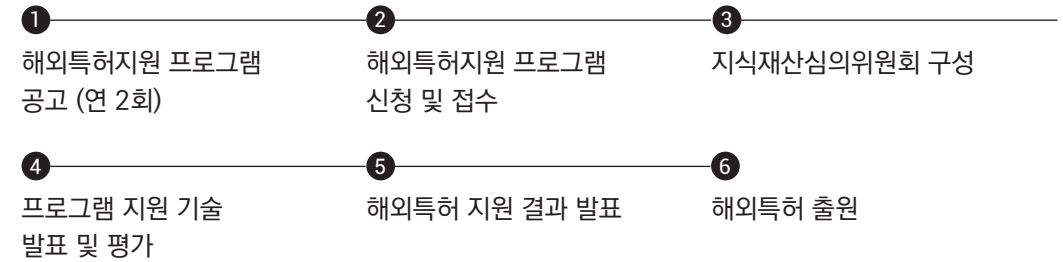 1
2
3
해외특허지원 프로그램
공고 (연 2회)
해외특허지원 프로그램
신청 및 접수
지식재산심의위원회 구성
4
5
6
프로그램 지원 기술
발표 및 평가
해외특허 지원 결과 발표
해외특허 출원